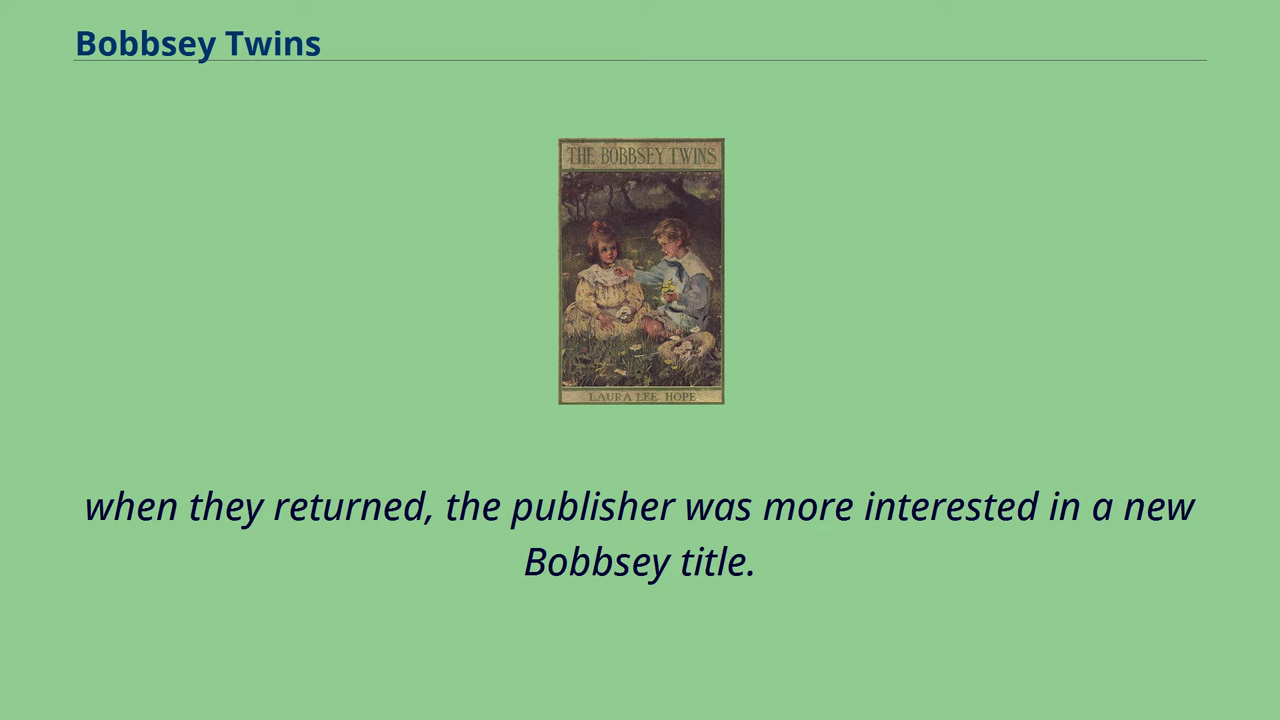 Bobbsey Twins
THE BOBBSEY TWINS
LAURA LEE HOPE
when they returned, the publisher was more interested in a new
Bobbsey title.